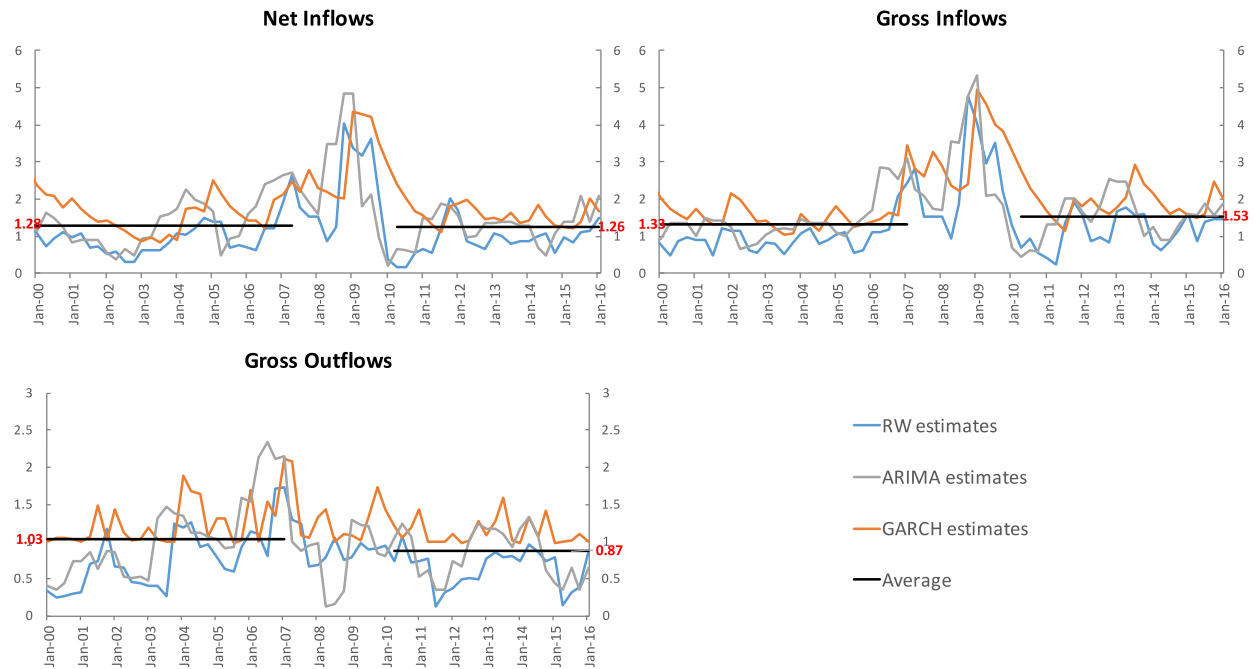 Net Inflows
6
5
4
3
2
1
0
6
5
4
3
2
1
0
1.28
1.26
Jan-00
Jan-01
Jan-02
Jan-03
Jan-04
Jan-05
Jan-06
Jan-07
Jan-08
Jan-09
Jan-10
Jan-11
Jan-12
Jan-13
Jan-14
Jan-15
Jan-16
Gross Inflows
6
5
4
3
2
1
0
6
5
4
3
2
1
0
1.33
1.53
Jan-00
Jan-01
Jan-02
Jan-03
Jan-04
Jan-05
Jan-06
Jan-07
Jan-08
Jan-09
Jan-10
Jan-11
Jan-12
Jan-13
Jan-14
Jan-15
Jan-16
Gross Outflows
3
2.5
2
1.5
1
0.5
0
3
2.5
2
1.5
1
0.5
0
1.03
0.87
Jan-00
Jan-01
Jan-02
Jan-03
Jan-04
Jan-05
Jan-06
Jan-07
Jan-08
Jan-09
Jan-10
Jan-11
Jan-12
Jan-13
Jan-14
Jan-15
Jan-16
RW estimates
ARIMA estimates
GARCH estimates
Average